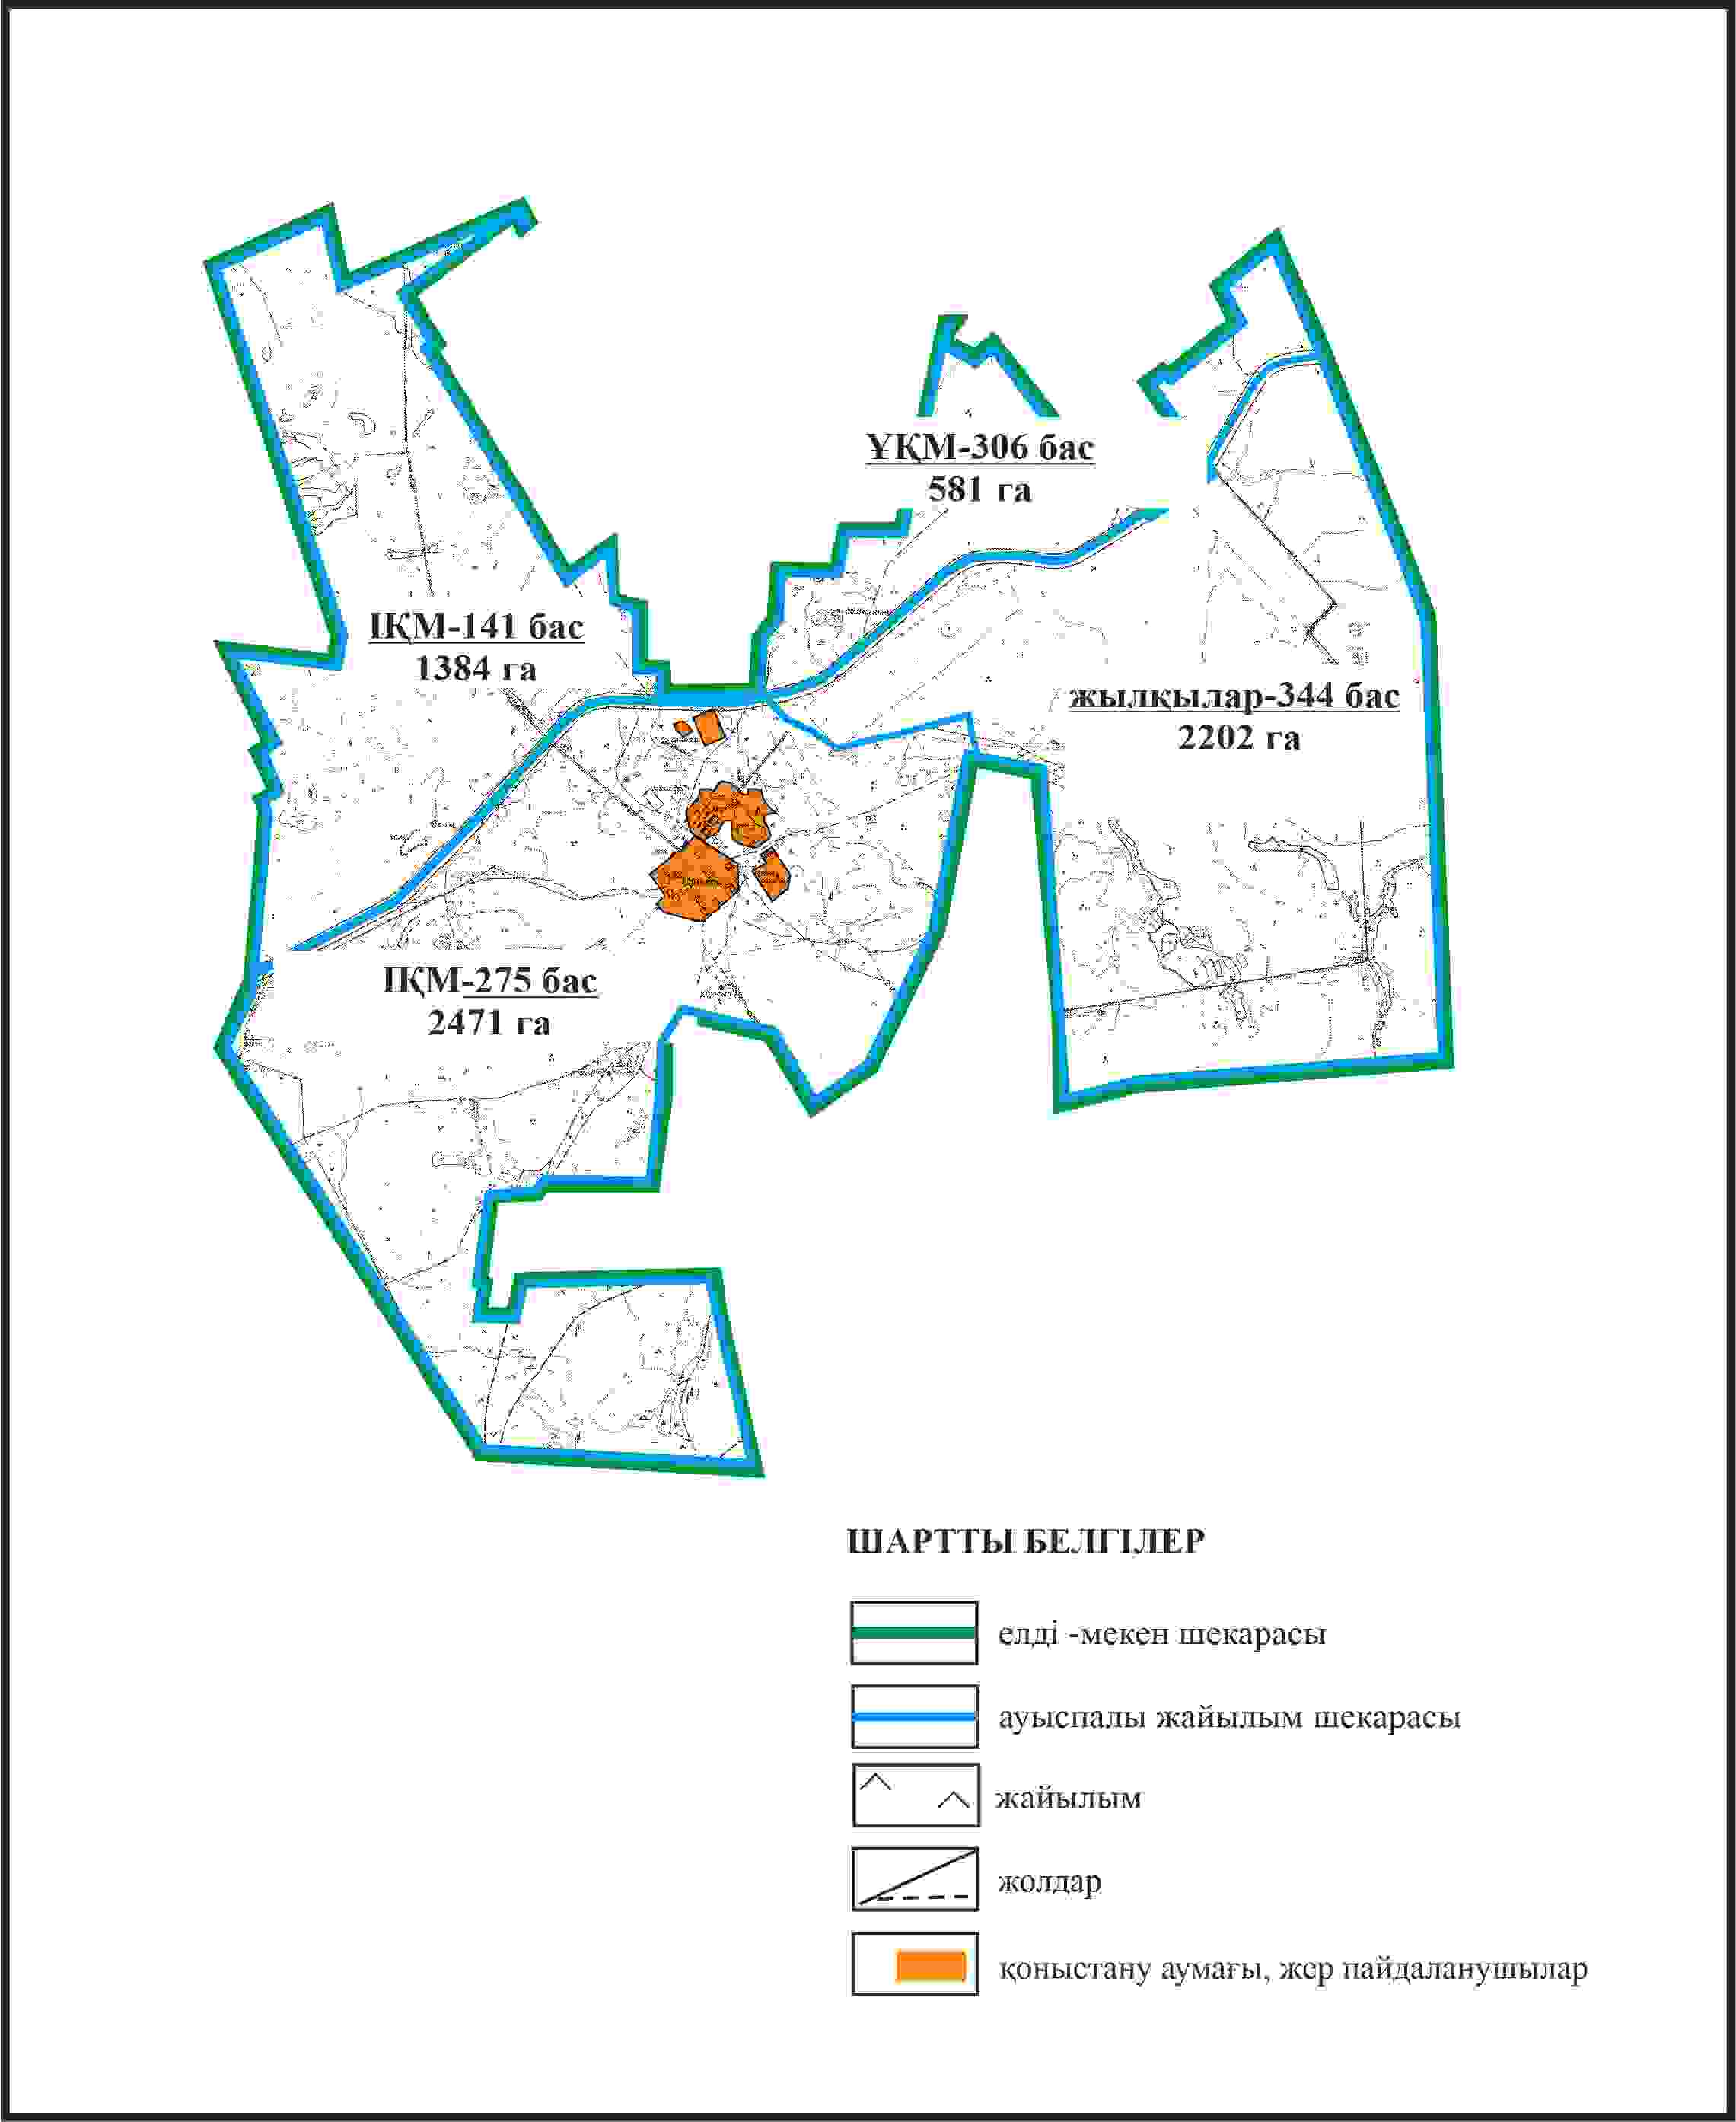 ҰҚМ-306 бас
581 га
ІҚМ-141 бас
1384 га
жылқылар-344 бас
2202 га
ІҚМ-275 бас
2471 га
ШАРТТЫ БЕЛГІЛЕР
елді -мекен шекарасы
ауыспалы жайылым шекарасы
жайылым
жолдар
қоныстану аумағы, жер пайдаланушылар